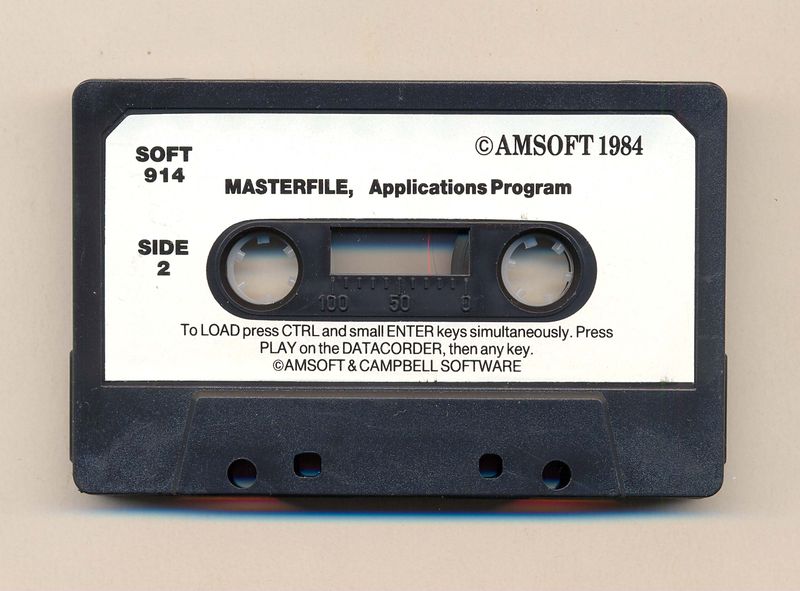 SOFT
914
©AMSOFT 1984
MASTERFILE, Applications Program
SIDE
2
100 50 0
To LOAD press CTRL and small ENTER keys simultaneously. Press
PLAY on the DATACORDER, then any key.
©AMSOFT & CAMPBELL SOFTWARE